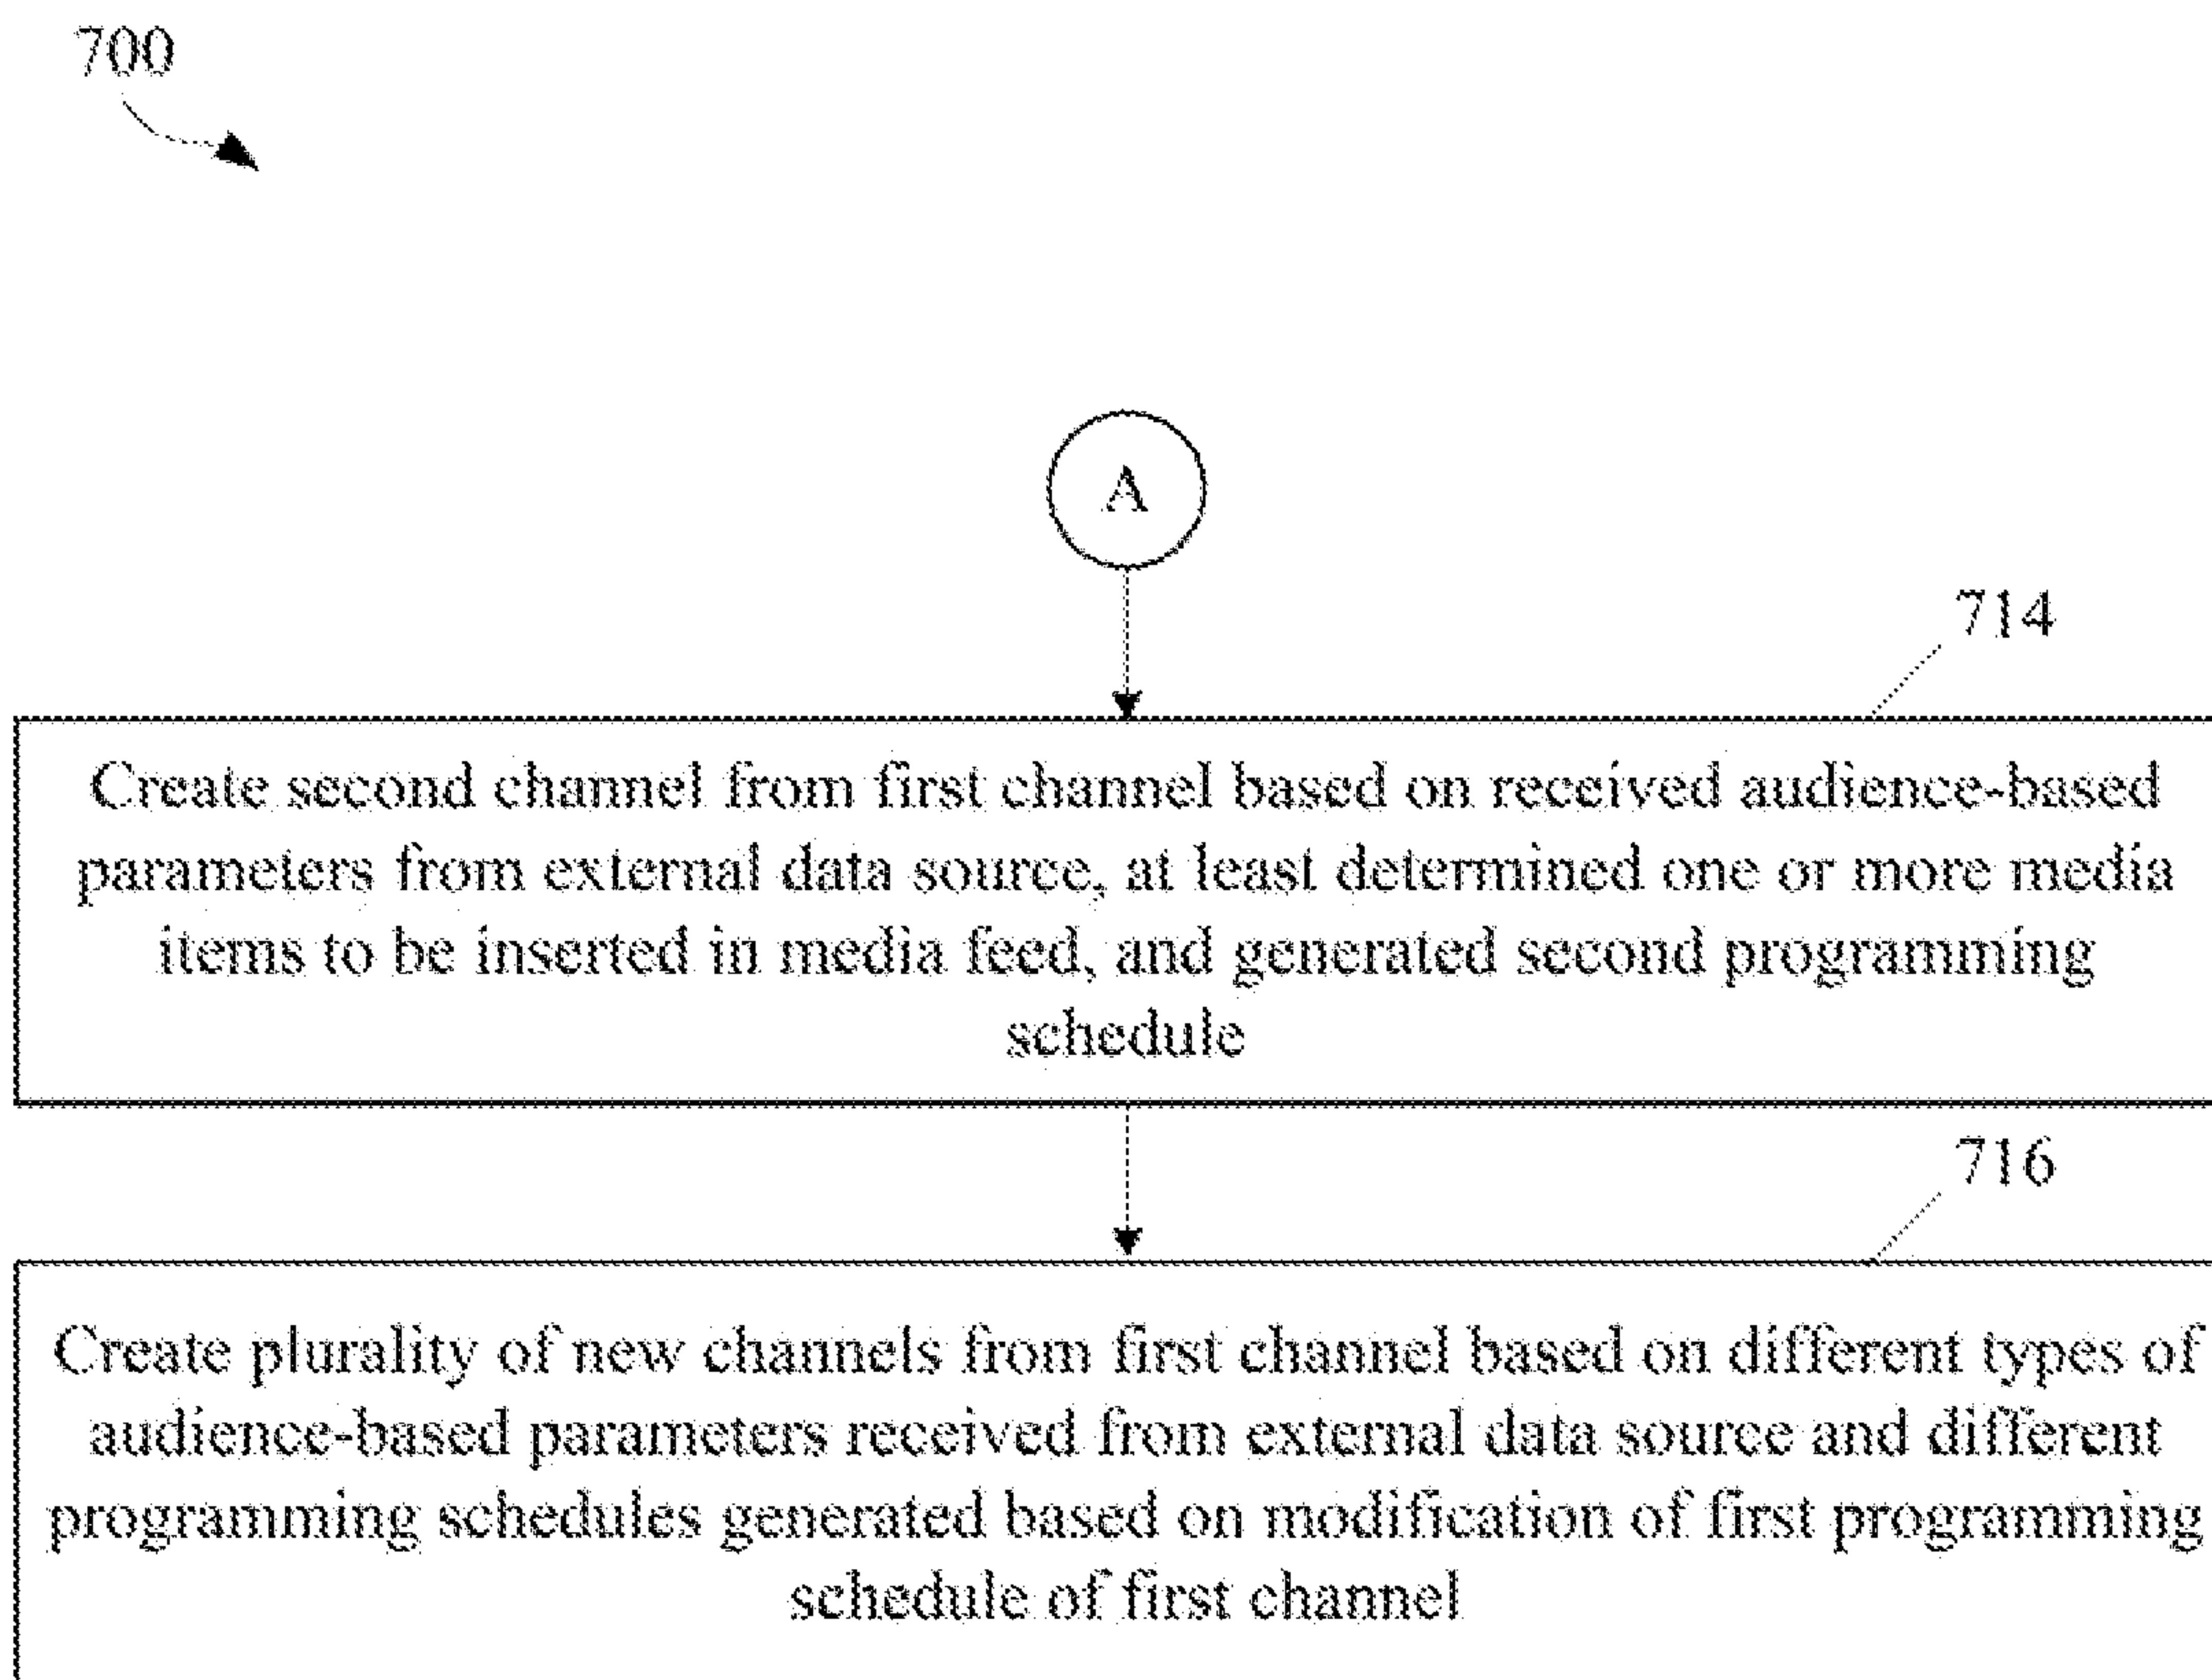 700
A
714
Create second channel from first channel based on received audience-based
parameters from external data source, at least determined one or more media
items to be inserted in media feed, and generated second programming
schedule
716
Create plurality of new channels from first channel based on different types of
audience-based parameters received from external data source and different
programming schedules generated based on modification of first programming
schedule of first channel